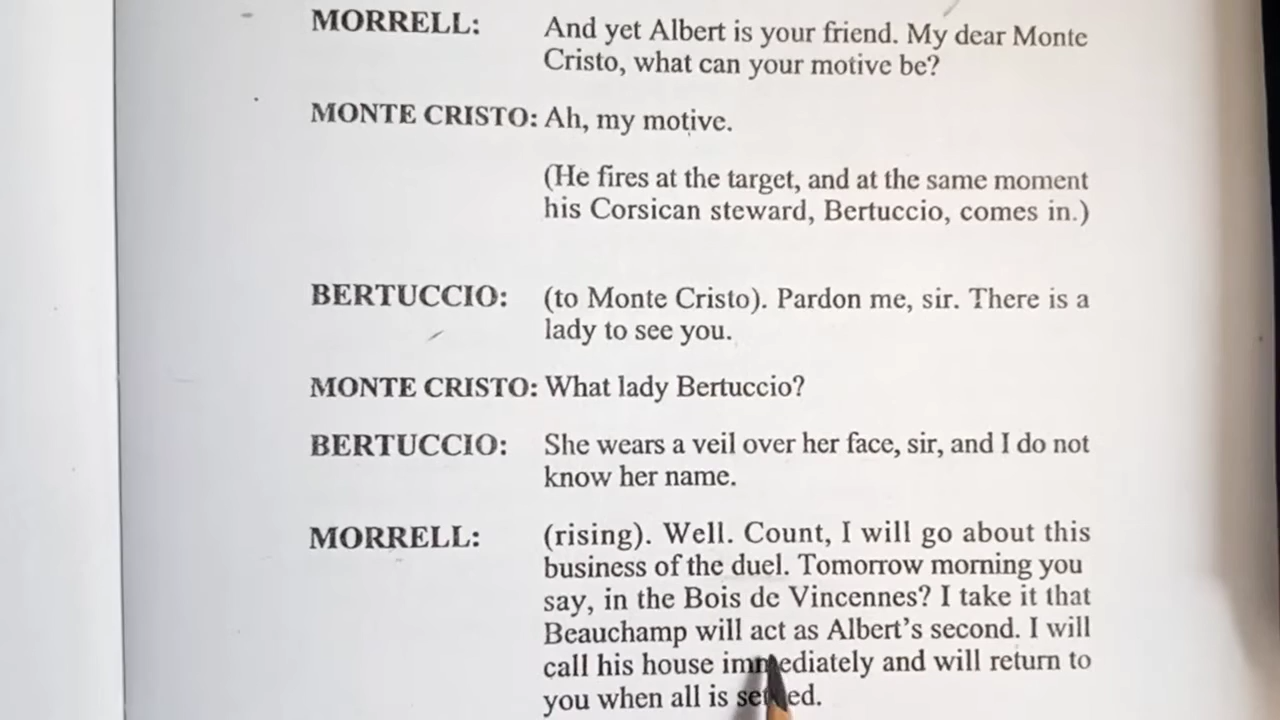 MORRELL: And yet Albert is your friend. My dear Monte
Cristo, what can your motive be?
MONTE CRISTO: Ah, my motive.
(He fires at the target, and at the same moment
his Corsican steward, Bertuccio, comes in.)
BERTUCCIO: (to Monte Cristo). Pardon me, sir. There is a
lady to see you.
MONTE CRISTO: What lady Bertuccio?
BERTUCCIO: She wears a veil over her face, sir, and I do not
know her name.
MORRELL: (rising). Well. Count, I will go about this
business of the duel. Tomorrow morning you
say, in the Bois de Vincennes? I take it that
Beauchamp will act as Albert's second. I will
call his house immediately and will return to
you when all is settled.